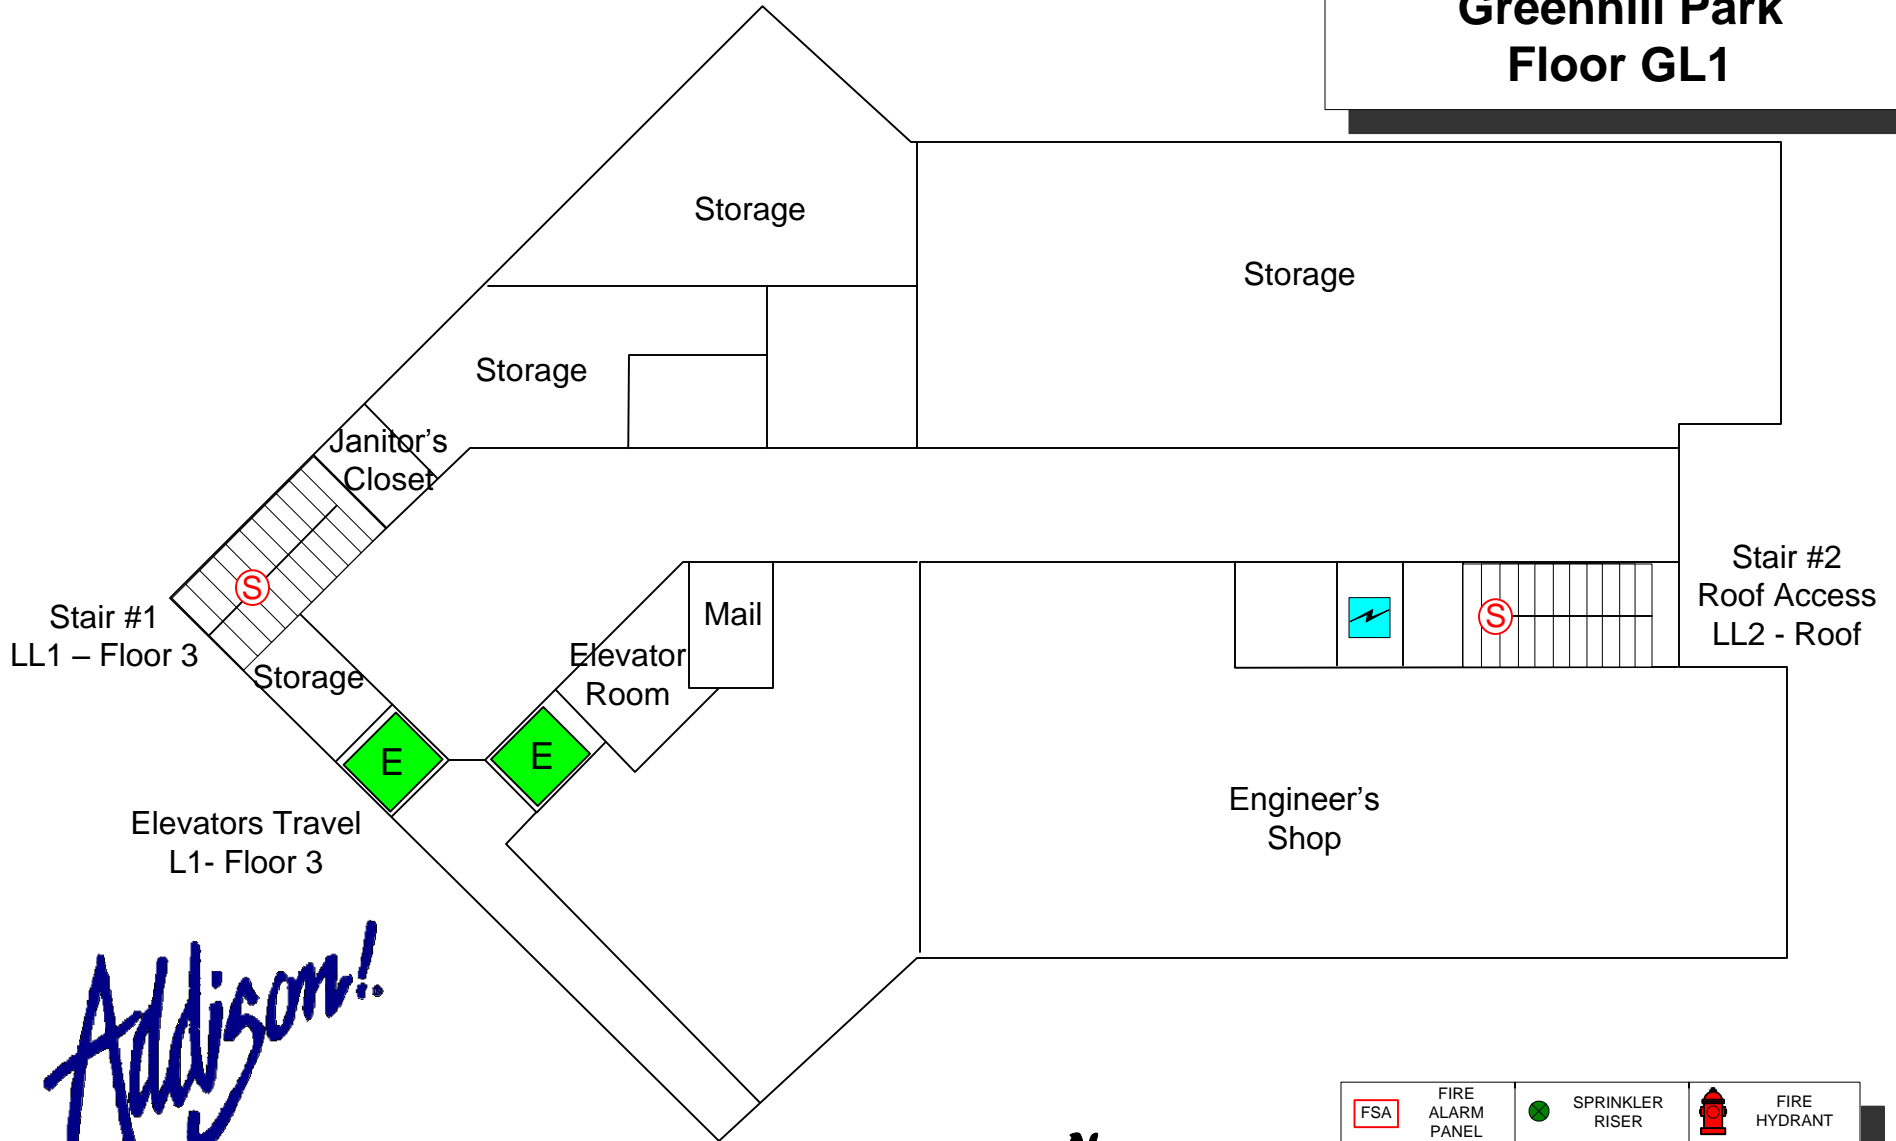 Greenhill Park
Floor GL1
Storage
Storage
Storage
Janitor's
Closet
S
Stair #1
LL1 – Floor 3
Storage
E
E
Elevator
Room
Mail
S
Stair #2
Roof Access
LL2 - Roof
Elevators Travel
L1- Floor 3
Engineer's
Shop
Addison!
N
FSA
FIRE
ALARM
PANEL
SPRINKLER
RISER
FIRE
HYDRANT